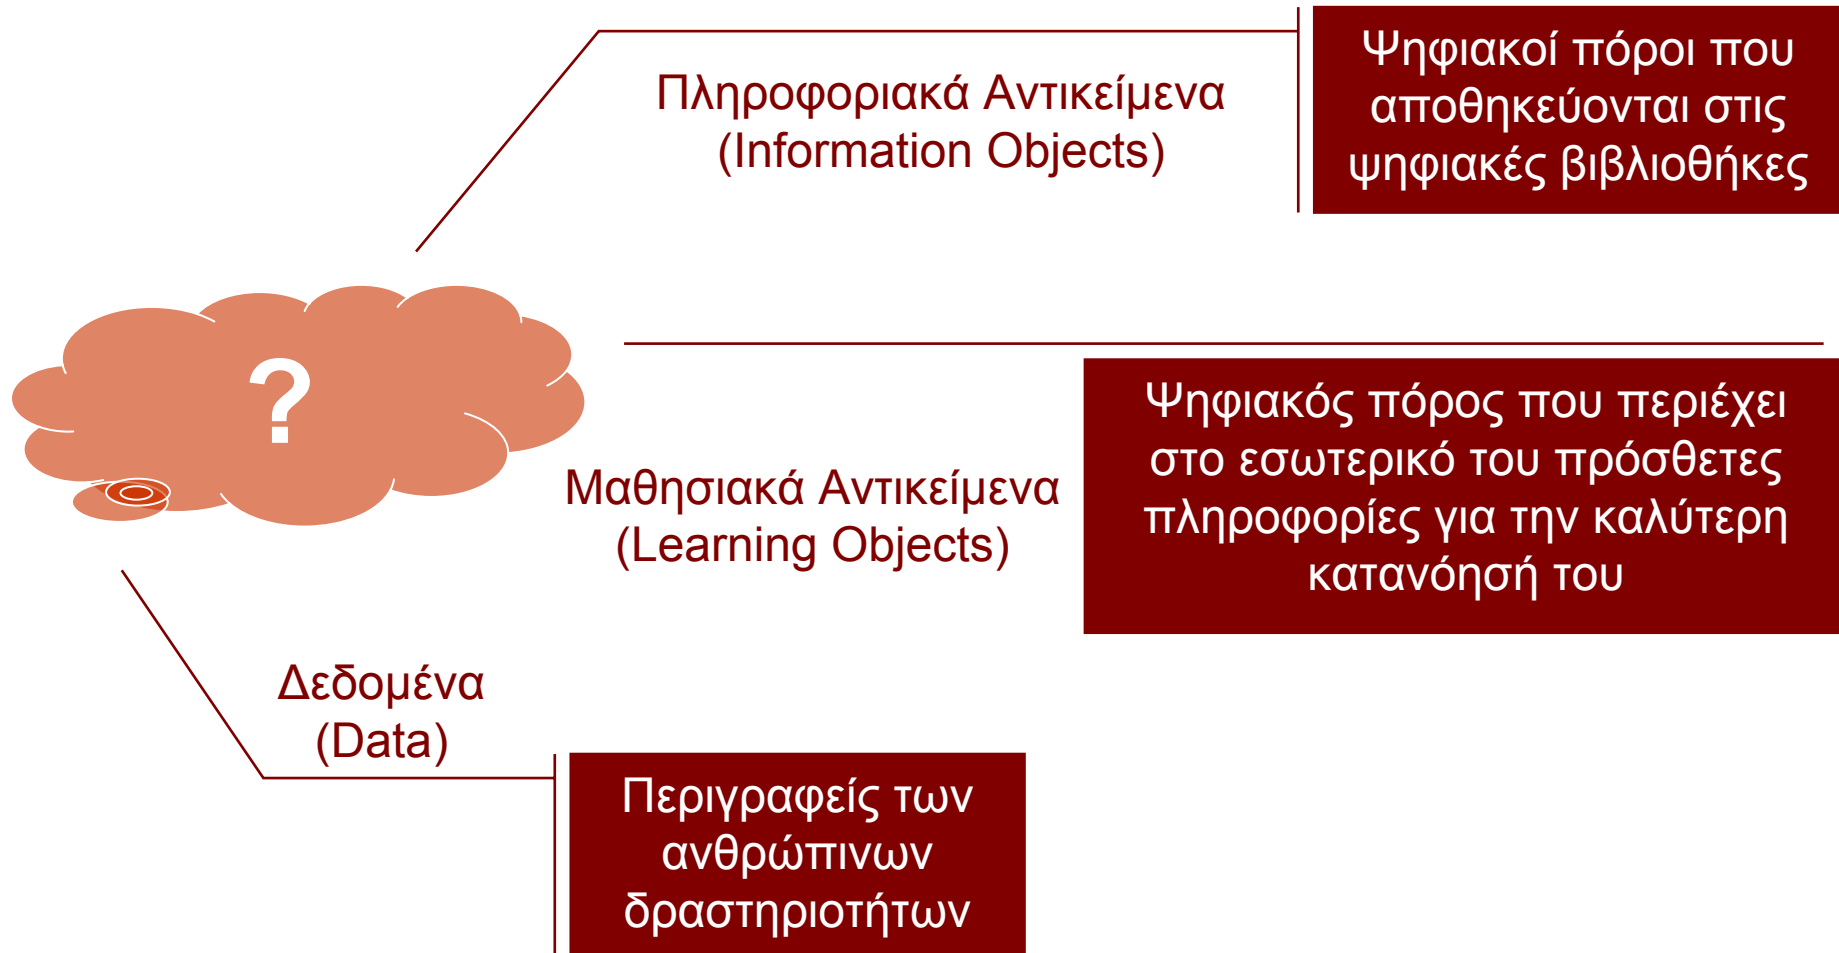 Πληροφοριακά Αντικείμενα
(Information Objects)
Ψηφιακοί πόροι που
αποθηκεύονται στις
ψηφιακές βιβλιοθήκες
?
Μαθησιακά Αντικείμενα
(Learning Objects)
Ψηφιακός πόρος που περιέχει
στο εσωτερικό του πρόσθετες
πληροφορίες για την καλύτερη
κατανόησή του
Δεδομένα
(Data)
Περιγραφείς των
ανθρώπινων
δραστηριοτήτων